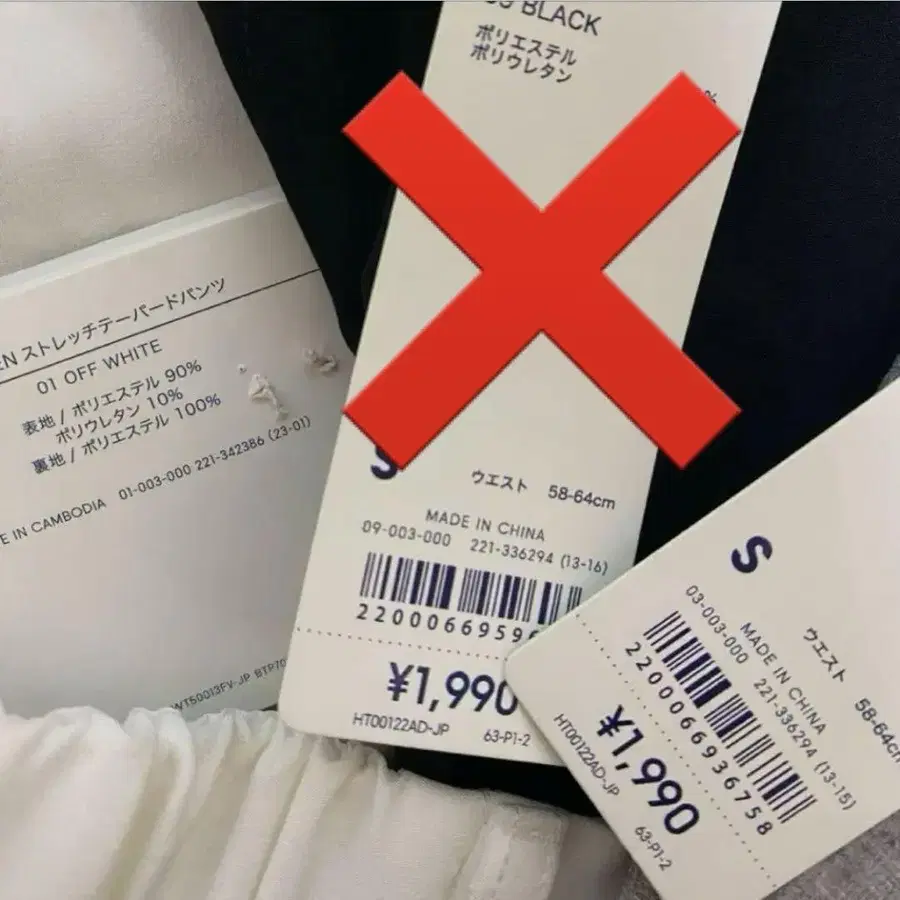 EN ストレッチテーパードパンツ
01 OFF WHITE
表地 / ポリエステル 90%
ポリウレタン 10%
裏地 / ポリエステル 100%
E IN CAMBODIA 01-003-000 221-342386 (23-01)
WT50013FV-JP BTP70
BLACK
ポリエステル
ポリウレタン
%
S
ウエスト 58-64cm
MADE IN CHINA
09-003-000 221-336294 (13-16)
22000669596
¥1,990
HT00122AD-JP 63-P1-2
S
ウエスト 58-64cm
MADE IN CHINA
03-003-000 221-336294 (13-15)
2200066936758
¥1,990
HT00122AD-JP 63-P1-2